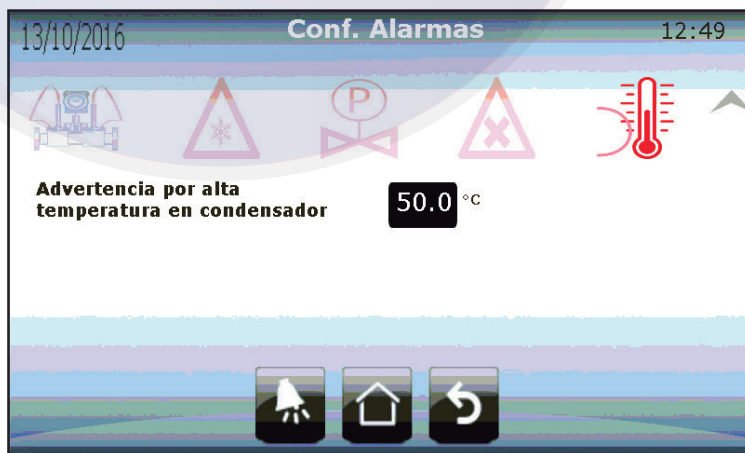 13/10/2016 Conf. Alarmas 12:49
P
Advertencia por alta
temperatura en condensador 50.0 °C